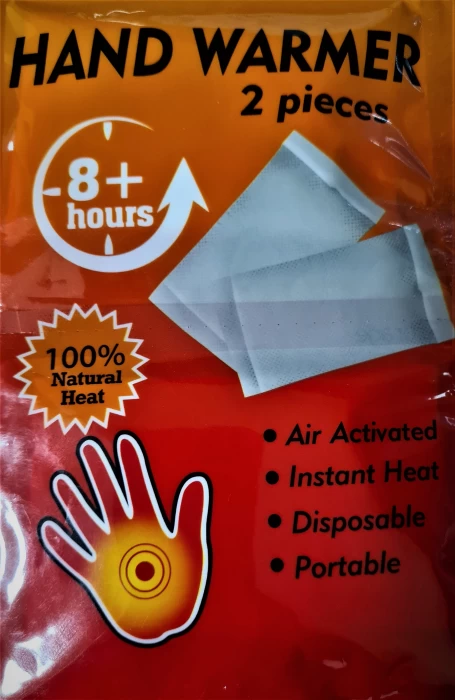 HAND WARMER
2 pieces
8+
hours
100%
Natural
Heat
• Air Activated
• Instant Heat
• Disposable
• Portable